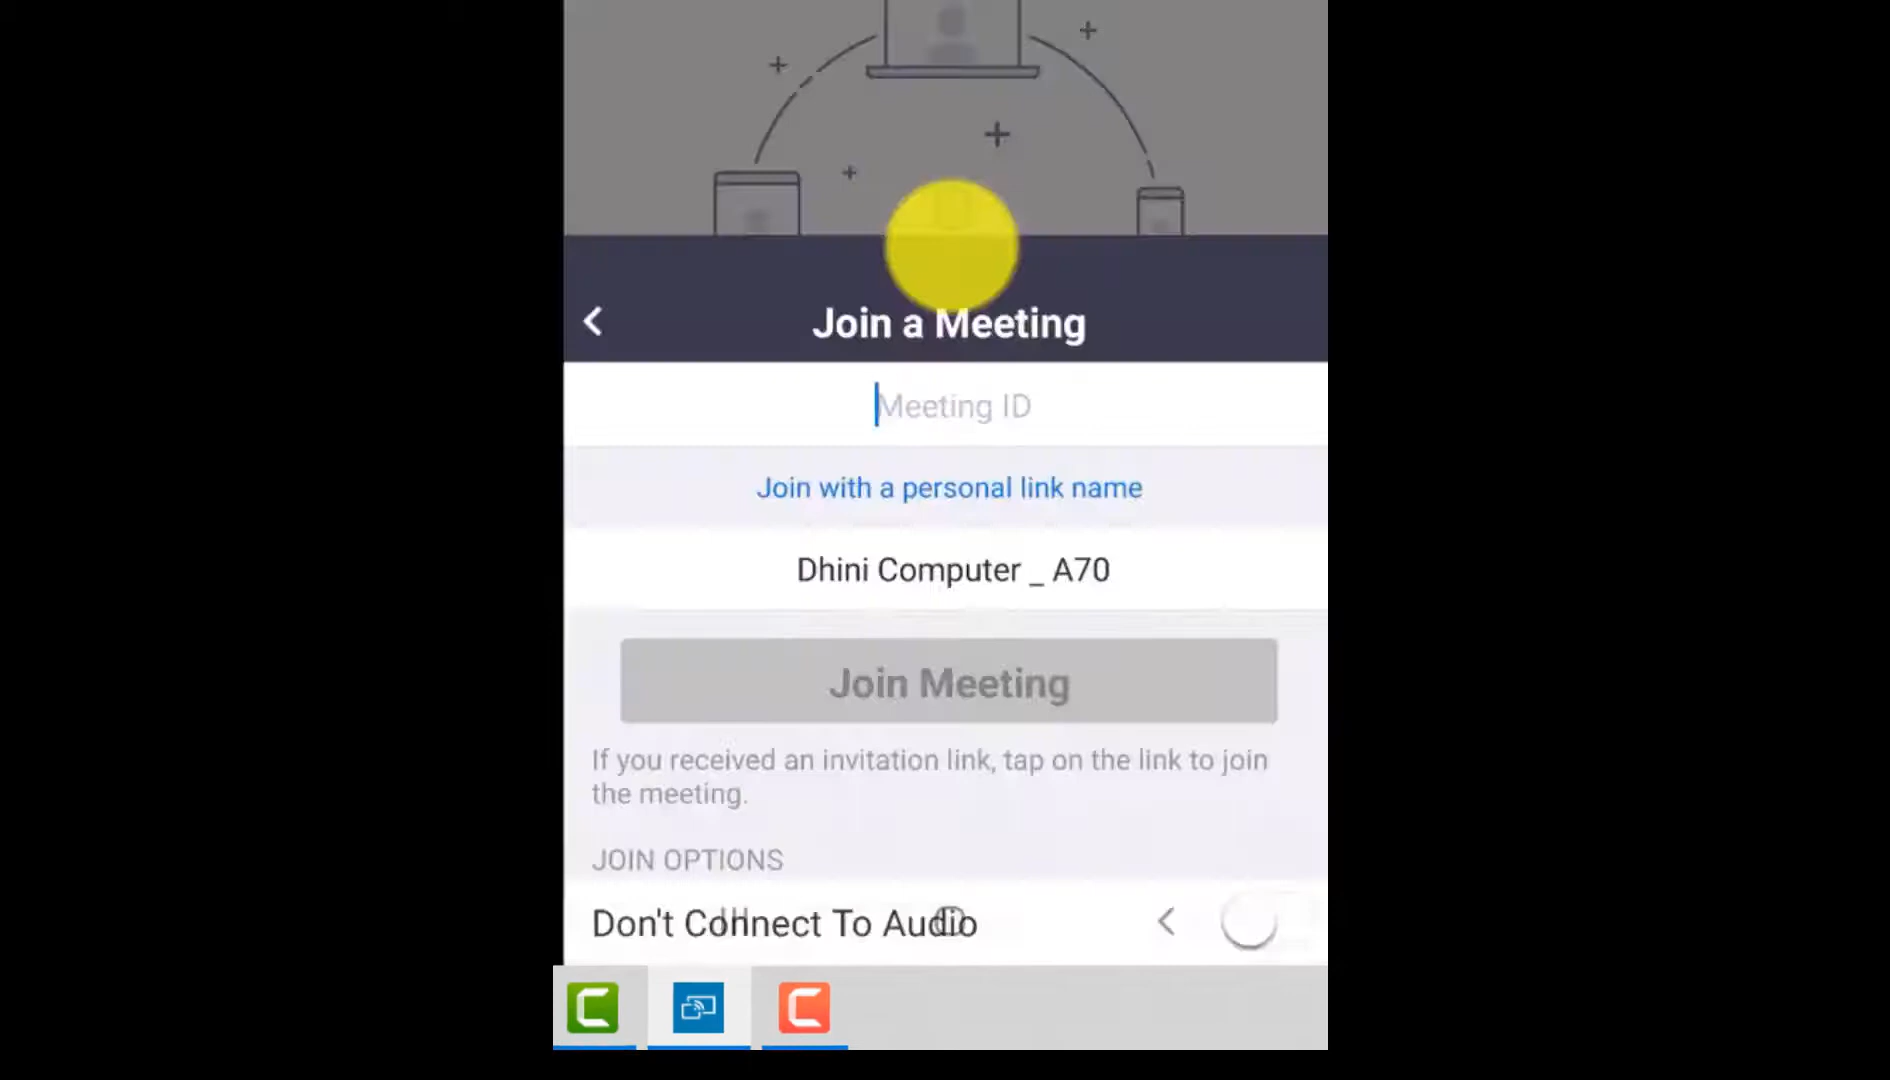 Join a Meeting
Meeting ID
Join with a personal link name
Dhini Computer _ A70
Join Meeting
If you received an invitation link, tap on the link to join
the meeting.
JOIN OPTIONS
Don't Connect To Audio